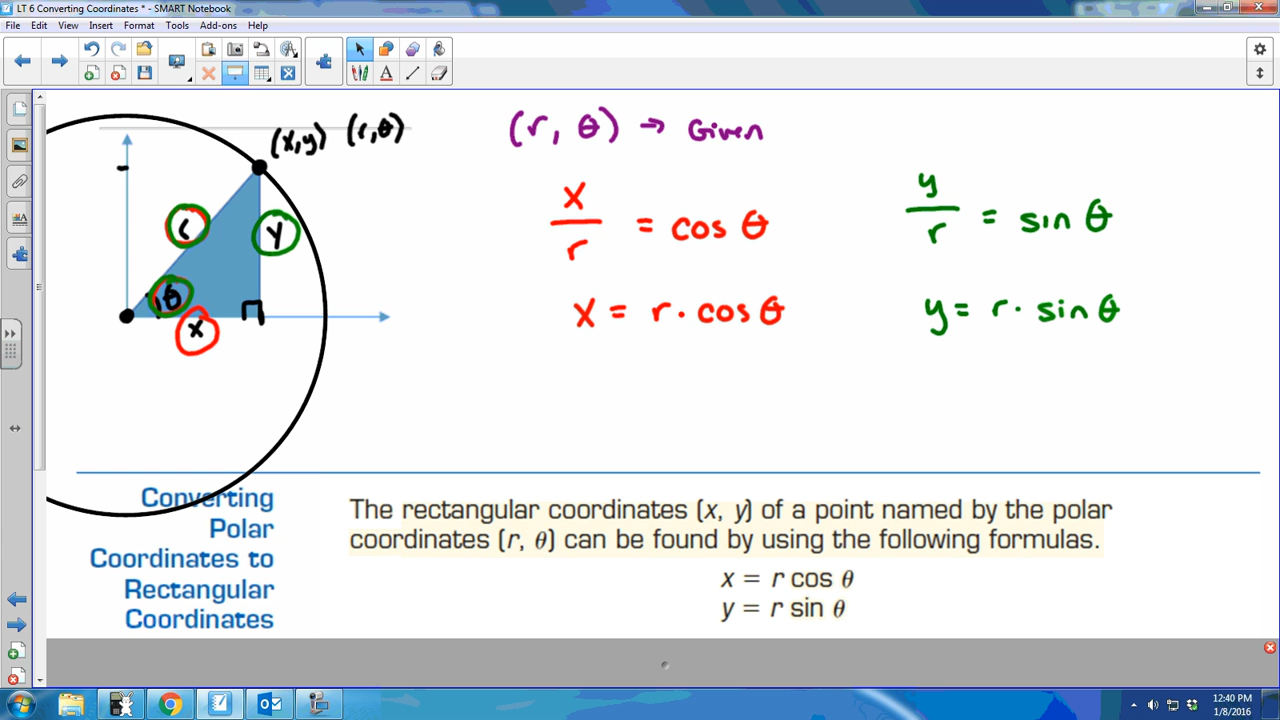 LT 6 Converting Coordinates * - SMART Notebook
File Edit View Insert Format Tools Add-ons Help
(x,y) (r,θ)
(r, θ) → Given
x/r = cos θ
y/r = sin θ
r
y
θ
x
x = r · cos θ
y = r · sin θ
Converting
Polar
Coordinates to
Rectangular
Coordinates
The rectangular coordinates (x, y) of a point named by the polar
coordinates (r, θ) can be found by using the following formulas.
x = r cos θ
y = r sin θ
12:40 PM
1/8/2016